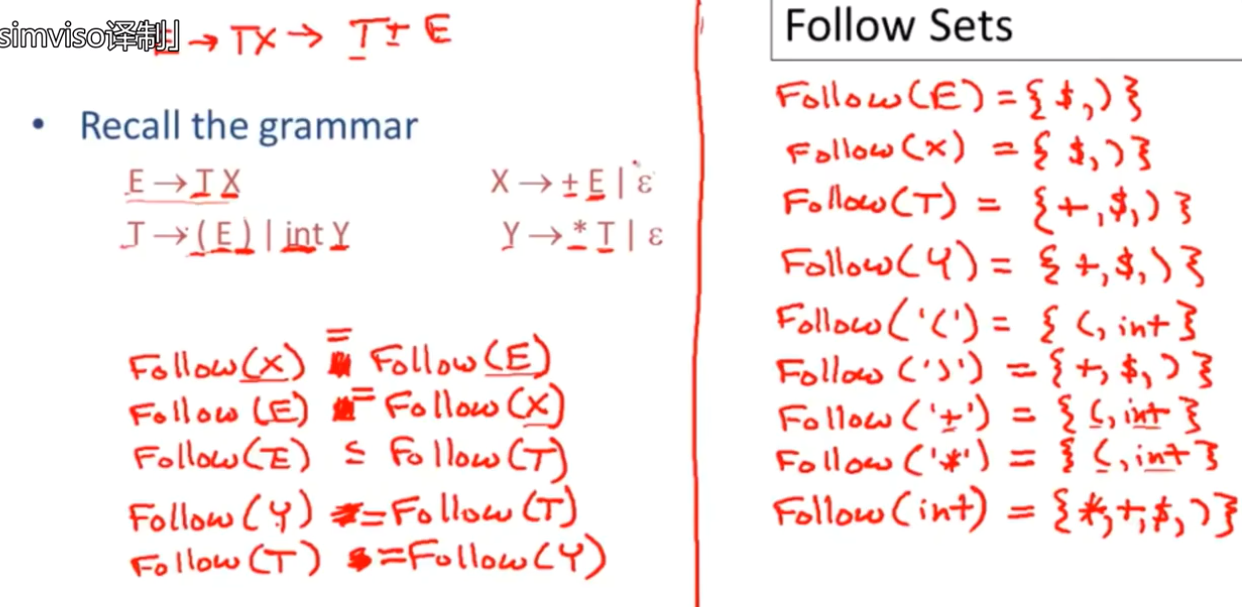 simviso译制」
E → TX → T + E
• Recall the grammar
E → T X    X → + E | ε
T → ( E ) | int Y    Y → * T | ε
Follow(X) = Follow(E)
Follow(E) = Follow(X)
Follow(E) ⊆ Follow(T)
Follow(Y) = Follow(T)
Follow(T) = Follow(Y)
Follow Sets
Follow(E) = { $, ) }
Follow(X) = { $, ) }
Follow(T) = { +, $, ) }
Follow(Y) = { +, $, ) }
Follow('(') = { (, int }
Follow(')') = { +, $, ) }
Follow('+') = { (, int }
Follow('*') = { (, int }
Follow(int) = { *, +, $, ) }